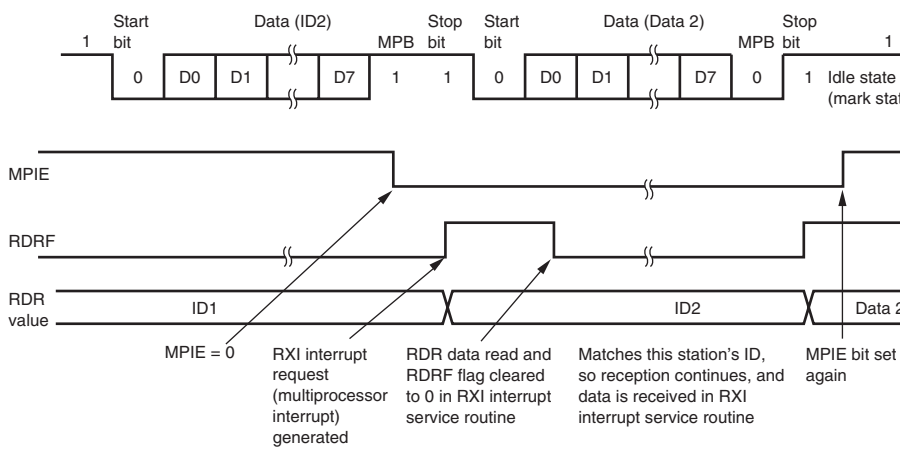 Start bit Data (ID2) Stop bit Start bit Data (Data 2) Stop bit
1 MPB MPB 1
0 D0 D1 D7 1 1 0 D0 D1 D7 0 1 Idle state
(mark stat
MPIE
RDRF
RDR value
ID1 ID2 Data 2
MPIE = 0
RXI interrupt
request
(multiprocessor
interrupt)
generated
RDR data read and
RDRF flag cleared
to 0 in RXI interrupt
service routine
Matches this station's ID,
so reception continues, and
data is received in RXI
interrupt service routine
MPIE bit set
again